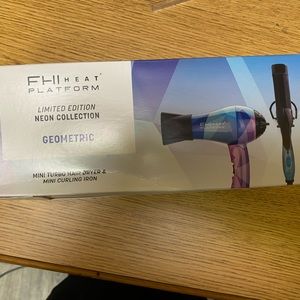 FHI HEAT
PLATFORM
LIMITED EDITION
NEON COLLECTION
GEOMETRIC
MINI TURBO HAIR DRYER &
MINI CURLING IRON